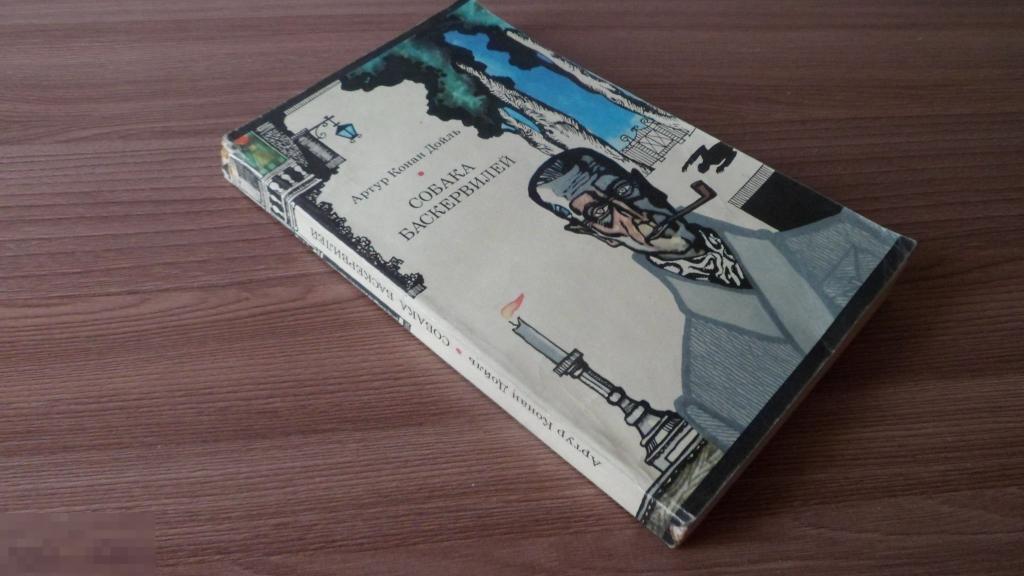 Артур Конан Дойль
СОБАКА
БАСКЕРВИЛЕЙ
Артур Конан Дойль • СОБАКА БАСКЕРВИЛЕЙ